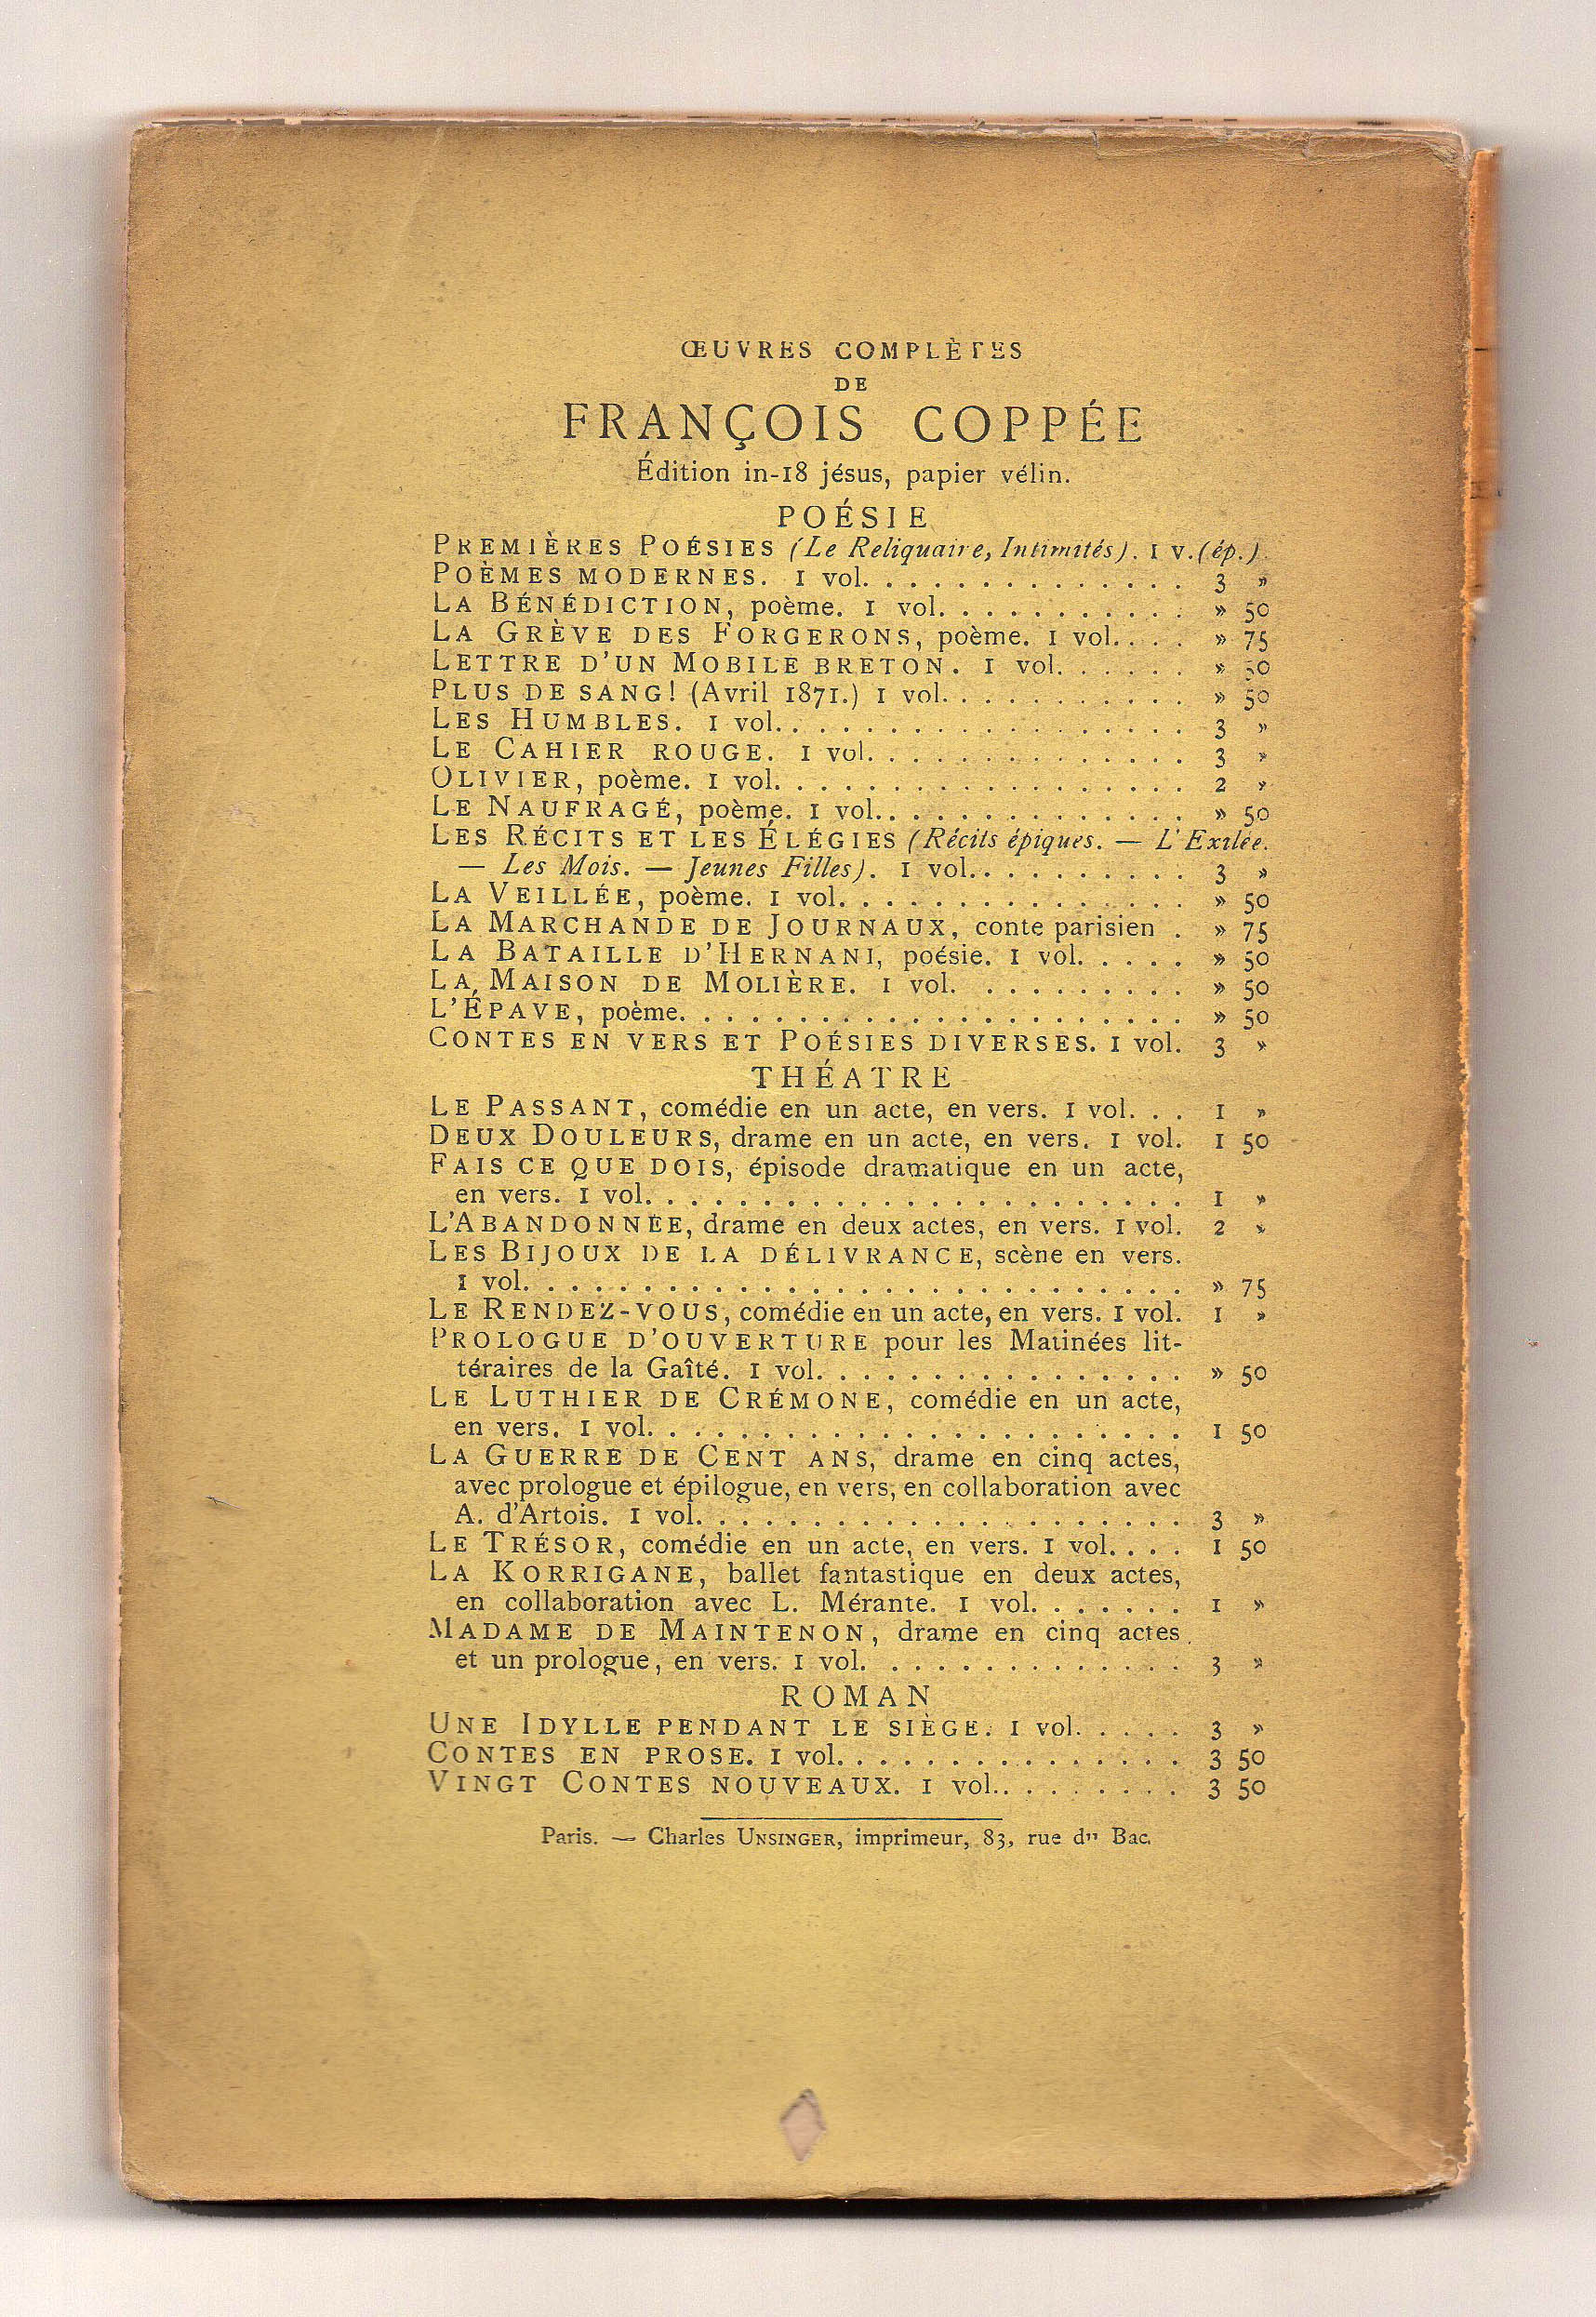 ŒUVRES COMPLÈTES
DE
FRANÇOIS COPPÉE
Édition in-18 jésus, papier vélin.
POÉSIE
PREMIÈRES POÉSIES (Le Reliquaire, Intimités). 1 v. (ép.)
POÈMES MODERNES. 1 vol. . . . . . . . . . . . . . 3 »
LA BÉNÉDICTION, poème. 1 vol. . . . . . . . . . . » 50
LA GRÈVE DES FORGERONS, poème. 1 vol. . . . » 75
LETTRE D'UN MOBILE BRETON. 1 vol. . . . . . » 50
PLUS DE SANG! (Avril 1871.) 1 vol. . . . . . . . . . » 50
LES HUMBLES. 1 vol. . . . . . . . . . . . . . . . . . 3 »
LE CAHIER ROUGE. 1 vol. . . . . . . . . . . . . . 3 »
OLIVIER, poème. 1 vol. . . . . . . . . . . . . . . . . 2 »
LE NAUFRAGÉ, poème. 1 vol. . . . . . . . . . . . . . » 50
LES RÉCITS ET LES ÉLÉGIES (Récits épiques. — L'Exilée.
— Les Mois. — Jeunes Filles). 1 vol. . . . . . . . . . . 3 »
LA VEILLÉE, poème. 1 vol. . . . . . . . . . . . . . . . » 50
LA MARCHANDE DE JOURNAUX, conte parisien . » 75
LA BATAILLE D'HERNANI, poésie. 1 vol. . . . . » 50
LA MAISON DE MOLIÈRE. 1 vol. . . . . . . . . . » 50
L'ÉPAVE, poème. . . . . . . . . . . . . . . . . . . . . . » 50
CONTES EN VERS ET POÉSIES DIVERSES. 1 vol. 3 »
THÉATRE
LE PASSANT, comédie en un acte, en vers. 1 vol. . . 1 »
DEUX DOULEURS, drame en un acte, en vers. 1 vol. 1 50
FAIS CE QUE DOIS, épisode dramatique en un acte,
en vers. 1 vol. . . . . . . . . . . . . . . . . . . . . . . 1 »
L'ABANDONNÉE, drame en deux actes, en vers. 1 vol. 2 »
LES BIJOUX DE LA DÉLIVRANCE, scène en vers.
1 vol. . . . . . . . . . . . . . . . . . . . . . . . . . . . » 75
LE RENDEZ-VOUS, comédie en un acte, en vers. 1 vol. 1 »
PROLOGUE D'OUVERTURE pour les Matinées lit-
téraires de la Gaîté. 1 vol. . . . . . . . . . . . . . . . » 50
LE LUTHIER DE CRÉMONE, comédie en un acte,
en vers. 1 vol. . . . . . . . . . . . . . . . . . . . . . . 1 50
LA GUERRE DE CENT ANS, drame en cinq actes,
avec prologue et épilogue, en vers, en collaboration avec
A. d'Artois. 1 vol. . . . . . . . . . . . . . . . . . . . . 3 »
LE TRÉSOR, comédie en un acte, en vers. 1 vol. . . . 1 50
LA KORRIGANE, ballet fantastique en deux actes,
en collaboration avec L. Mérante. 1 vol. . . . . . . 1 »
MADAME DE MAINTENON, drame en cinq actes
et un prologue, en vers. 1 vol. . . . . . . . . . . . . . 3 »
ROMAN
UNE IDYLLE PENDANT LE SIÈGE. 1 vol. . . . . 3 »
CONTES EN PROSE. 1 vol. . . . . . . . . . . . . . . . 3 50
VINGT CONTES NOUVEAUX. 1 vol. . . . . . . . . 3 50
Paris. — Charles UNSINGER, imprimeur, 83, rue du Bac.